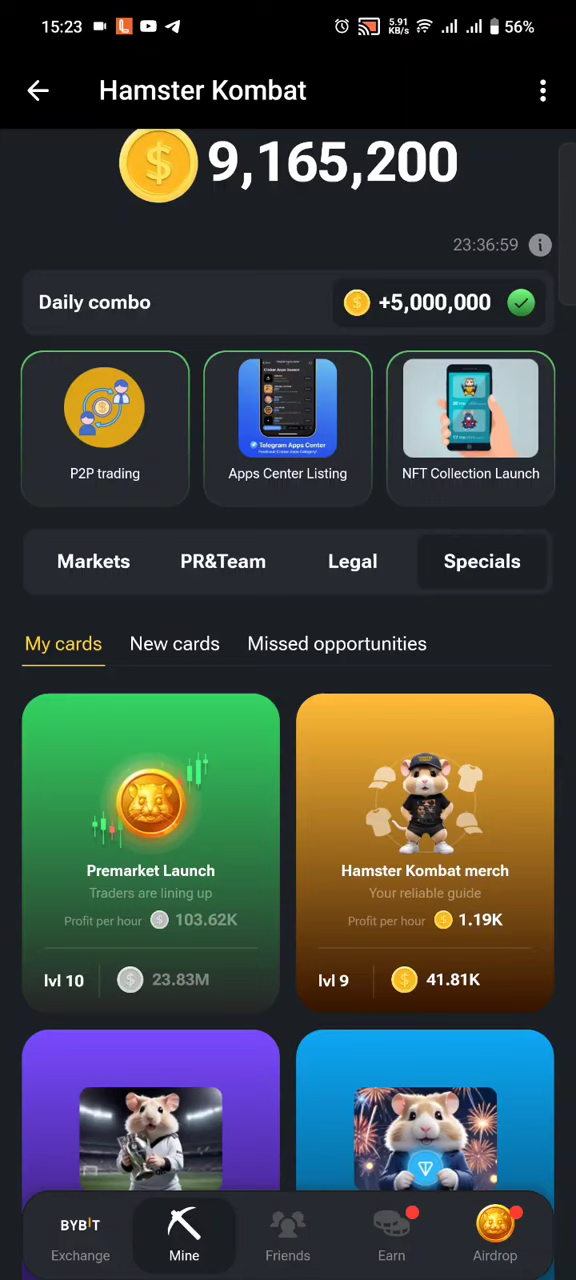 15:23 5.91 KB/s 56%
Hamster Kombat
9,165,200
23:36:59
Daily combo +5,000,000
P2P trading
Telegram Apps Center
Apps Center Listing
NFT Collection Launch
Markets PR&Team Legal Specials
My cards New cards Missed opportunities
Premarket Launch
Traders are lining up
Profit per hour 103.62K
lvl 10 23.83M
Hamster Kombat merch
Your reliable guide
Profit per hour 1.19K
lvl 9 41.81K
BYBIT
Exchange Mine Friends Earn Airdrop